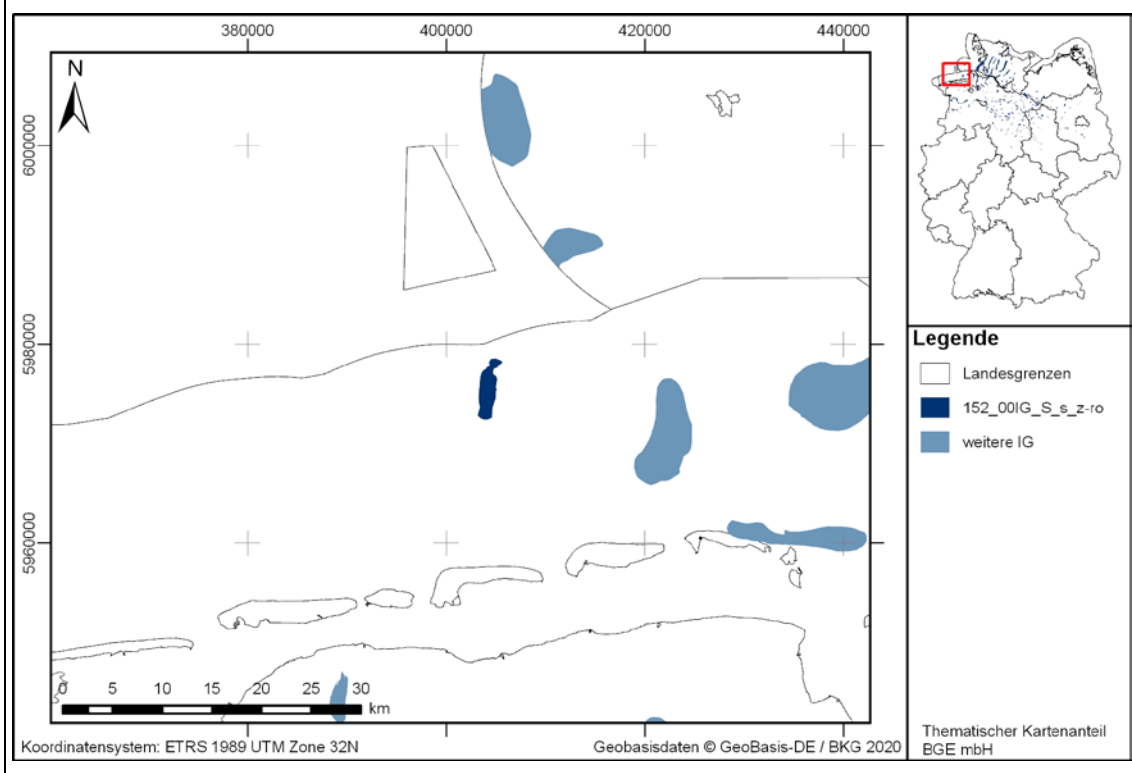 380000 400000 420000 440000
N
6000000
5980000
5960000
0 5 10 15 20 25 30
km
Koordinatensystem: ETRS 1989 UTM Zone 32N
Geobasisdaten © GeoBasis-DE / BKG 2020
Legende
Landesgrenzen
152_00IG_S_s_z-ro
weitere IG
Thematischer Kartenanteil
BGE mbH